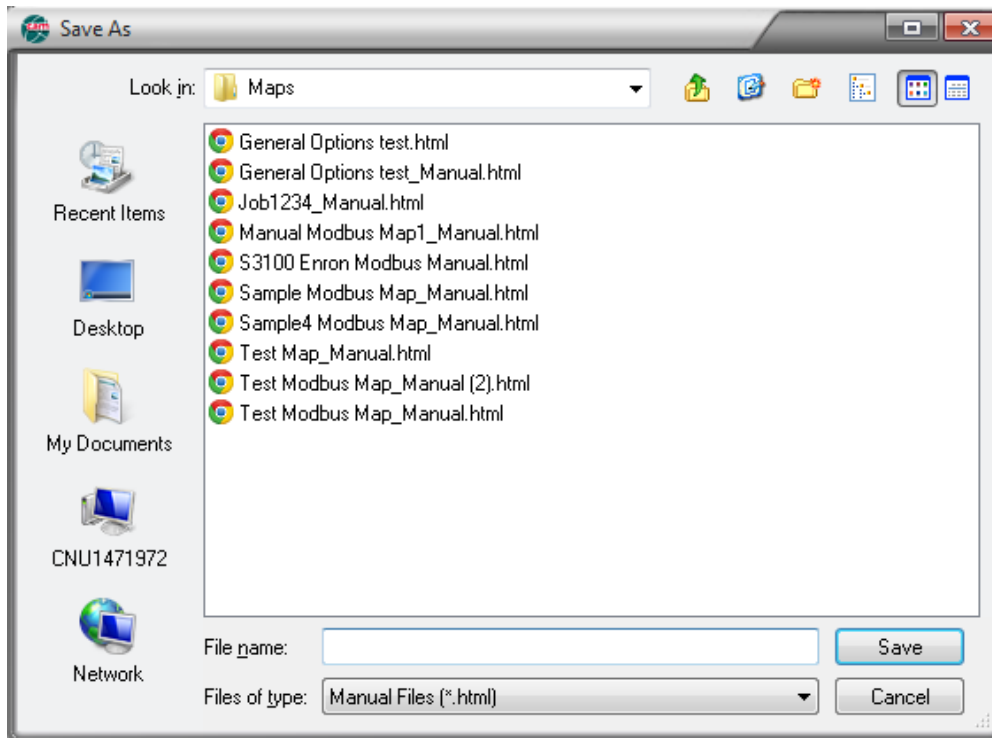 Save As
Look in: Maps
General Options test.html
General Options test_Manual.html
Job1234_Manual.html
Manual Modbus Map1_Manual.html
S3100 Enron Modbus Manual.html
Sample Modbus Map_Manual.html
Sample4 Modbus Map_Manual.html
Test Map_Manual.html
Test Modbus Map_Manual (2).html
Test Modbus Map_Manual.html
Recent Items
Desktop
My Documents
CNU1471972
Network
File name:
Save
Files of type: Manual Files (*.html)
Cancel